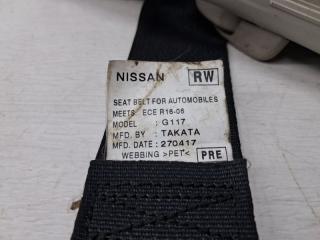 NISSAN RW
SEAT BELT FOR AUTOMOBILES
MEETS: ECE R16-06
MODEL : G117
MFD. BY : TAKATA
MFD. DATE : 270417
WEBBING >PET< PRE